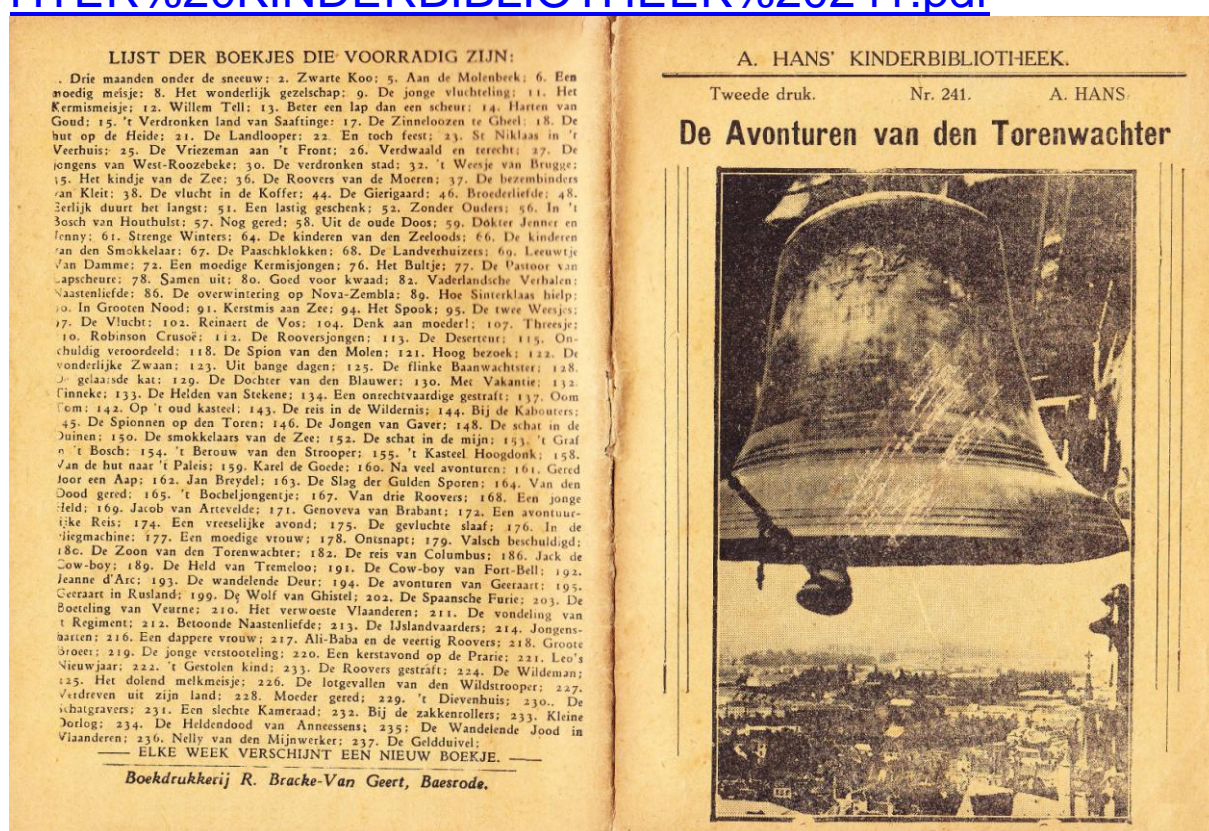 LIJST DER BOEKJES DIE VOORRADIG ZIJN:
. Drie maanden onder de sneeuw; 2. Zwarte Koo; 5. Aan de Molenbeek; 6. Een
moedig meisje; 8. Het wonderlijk gezelschap; 9. De jonge vluchteling; 11. Het
Kermismeisje; 12. Willem Tell; 13. Beter een lap dan een scheur; 14. Harten van
Goud; 15. 't Verdronken land van Saaftinge; 17. De Zinneloozen te Gheel; 18. De
hut op de Heide; 21. De Landlooper; 22. En toch feest; 23. St Niklaas in 't
Veerhuis; 25. De Vriezeman aan 't Front; 26. Verdwaald en terecht; 27. De
jongens van West-Roozebeke; 30. De verdronken stad; 32. 't Weesje van Brugge;
35. Het kindje van de Zee; 36. De Roovers van de Moeren; 37. De bezembinders
van Kleit; 38. De vlucht in de Koffer; 44. De Gierigaard; 46. Broederliefde; 48.
Eerlijk duurt het langst; 51. Een lastig geschenk; 52. Zonder Ouders; 56. In 't
Bosch van Houthulst; 57. Nog gered; 58. Uit de oude Doos; 59. Dokter Jenner en
Jenny; 61. Strenge Winters; 64. De kinderen van den Zeeloods; 66. De kinderen
van den Smokkelaar; 67. De Paaschklokken; 68. De Landverhuizers; 69. Leeuwtje
Van Damme; 72. Een moedige Kermisjongen; 76. Het Bultje; 77. De Pastoor van
Lapscheure; 78. Samen uit; 80. Goed voor kwaad; 82. Vaderlandsche Verhalen;
Naastenliefde; 86. De overwintering op Nova-Zembla; 89. Hoe Sinterklaas hielp;
90. In Grooten Nood; 91. Kerstmis aan Zee; 94. Het Spook; 95. De twee Weesjes;
97. De Vlucht; 102. Reinaert de Vos; 104. Denk aan moeder!; 107. Threesje;
110. Robinson Crusoë; 112. De Rooversjongen; 113. De Deserteur; 115. On-
schuldig veroordeeld; 118. De Spion van den Molen; 121. Hoog bezoek; 122. De
wonderlijke Zwaan; 123. Uit bange dagen; 125. De flinke Baanwachtster; 128.
De gelaarsde kat; 129. De Dochter van den Blauwer; 130. Met Vakantie; 132.
Tinneke; 133. De Helden van Stekene; 134. Een onrechtvaardige gestraft; 137. Oom
Tom; 142. Op 't oud kasteel; 143. De reis in de Wildernis; 144. Bij de Kabouters;
145. De Spionnen op den Toren; 146. De Jongen van Gaver; 148. De schat in de
Duinen; 150. De smokkelaars van de Zee; 152. De schat in de mijn; 153. 't Graf
in 't Bosch; 154. 't Berouw van den Strooper; 155. 't Kasteel Hoogdonk; 158.
Van de hut naar 't Paleis; 159. Karel de Goede; 160. Na veel avonturen; 161. Gered
door een Aap; 162. Jan Breydel; 163. De Slag der Gulden Sporen; 164. Van den
Dood gered; 165. 't Bocheljongentje; 167. Van drie Roovers; 168. Een jonge
Held; 169. Jacob van Artevelde; 171. Genoveva van Brabant; 172. Een avontuur-
lijke Reis; 174. Een vreeselijke avond; 175. De gevluchte slaaf; 176. In de
vliegmachine; 177. Een moedige vrouw; 178. Ontsnapt; 179. Valsch beschuldigd;
180. De Zoon van den Torenwachter; 182. De reis van Columbus; 186. Jack de
Cow-boy; 189. De Held van Tremeloo; 191. De Cow-boy van Fort-Bell; 192.
Jeanne d'Arc; 193. De wandelende Deur; 194. De avonturen van Geeraart; 195.
Geeraart in Rusland; 199. De Wolf van Ghistel; 202. De Spaansche Furie; 203. De
Boeteling van Veurne; 210. Het verwoeste Vlaanderen; 211. De vondeling van
't Regiment; 212. Betoonde Naastenliefde; 213. De IJslandvaarders; 214. Jongens-
harten; 216. Een dappere vrouw; 217. Ali-Baba en de veertig Roovers; 218. Groote
Broer; 219. De jonge verstooteling; 220. Een kerstavond op de Prarie; 221. Leo's
Nieuwjaar; 222. 't Gestolen kind; 233. De Roovers gestraft; 224. De Wildeman;
225. Het dolend melkmeisje; 226. De lotgevallen van den Wildstrooper; 227.
Verdreven uit zijn land; 228. Moeder gered; 229. 't Dievenhuis; 230.. De
Schatgravers; 231. Een slechte Kameraad; 232. Bij de zakkenrollers; 233. Kleine
Oorlog; 234. De Heldendood van Anneessens; 235; De Wandelende Jood in
Vlaanderen; 236. Nelly van den Mijnwerker; 237. De Geldduivel;
—— ELKE WEEK VERSCHIJNT EEN NIEUW BOEKJE. ——
Boekdrukkerij R. Bracke-Van Geert, Baesrode.
A. HANS' KINDERBIBLIOTHEEK.
Tweede druk. Nr. 241. A. HANS
De Avonturen van den Torenwachter